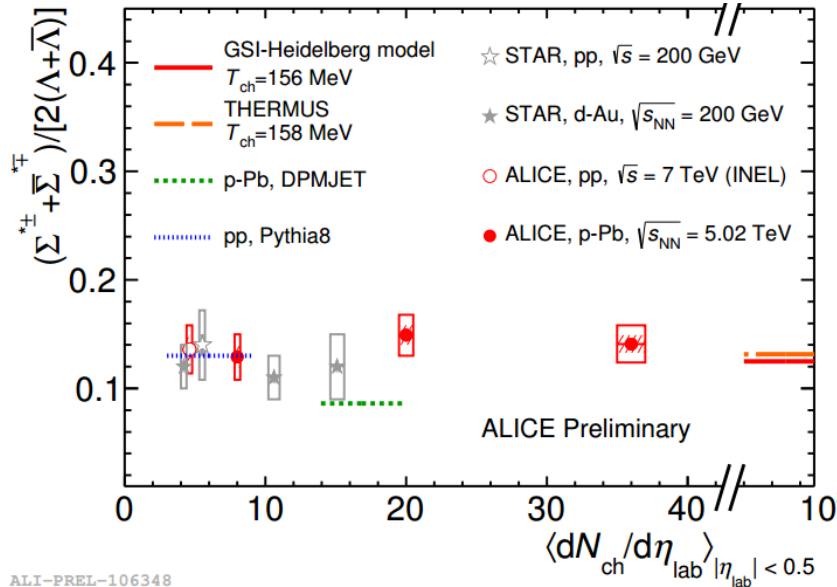 (Σ*± + Σ̅*∓)/[2(Λ+Λ̅)]
0.4
0.3
0.2
0.1
GSI-Heidelberg model
T_ch=156 MeV
THERMUS
T_ch=158 MeV
p-Pb, DPMJET
pp, Pythia8
STAR, pp, √s = 200 GeV
STAR, d-Au, √s_NN = 200 GeV
ALICE, pp, √s = 7 TeV (INEL)
ALICE, p-Pb, √s_NN = 5.02 TeV
ALICE Preliminary
0 10 20 30 40 10
⟨dN_ch/dη_lab⟩_|η_lab| < 0.5
ALI-PREL-106348